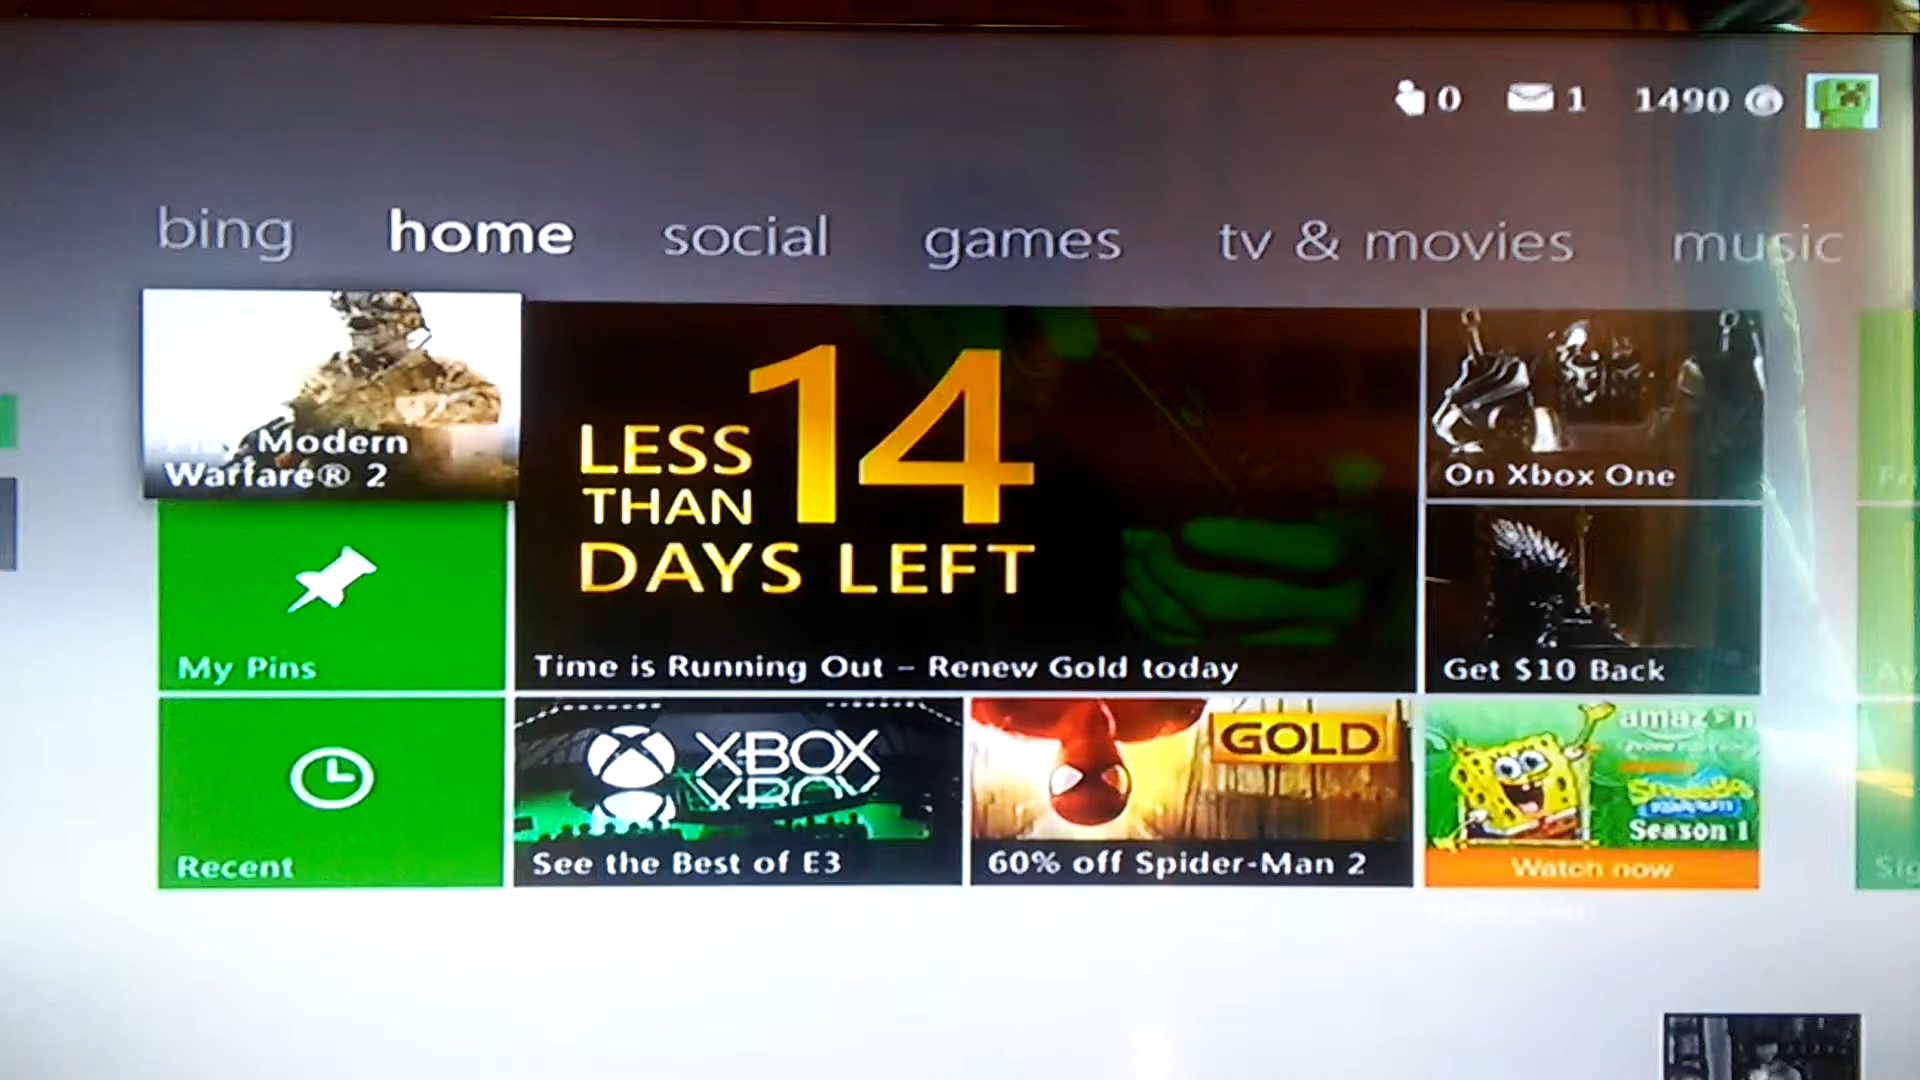 0 1 1490 G
bing home social games tv & movies music
Modern
Warfare® 2
LESS
THAN
14
DAYS LEFT
Time is Running Out – Renew Gold today
On Xbox One
Get $10 Back
My Pins
Recent
XBOX
See the Best of E3
GOLD
60% off Spider-Man 2
amazon
Season 1
Watch now